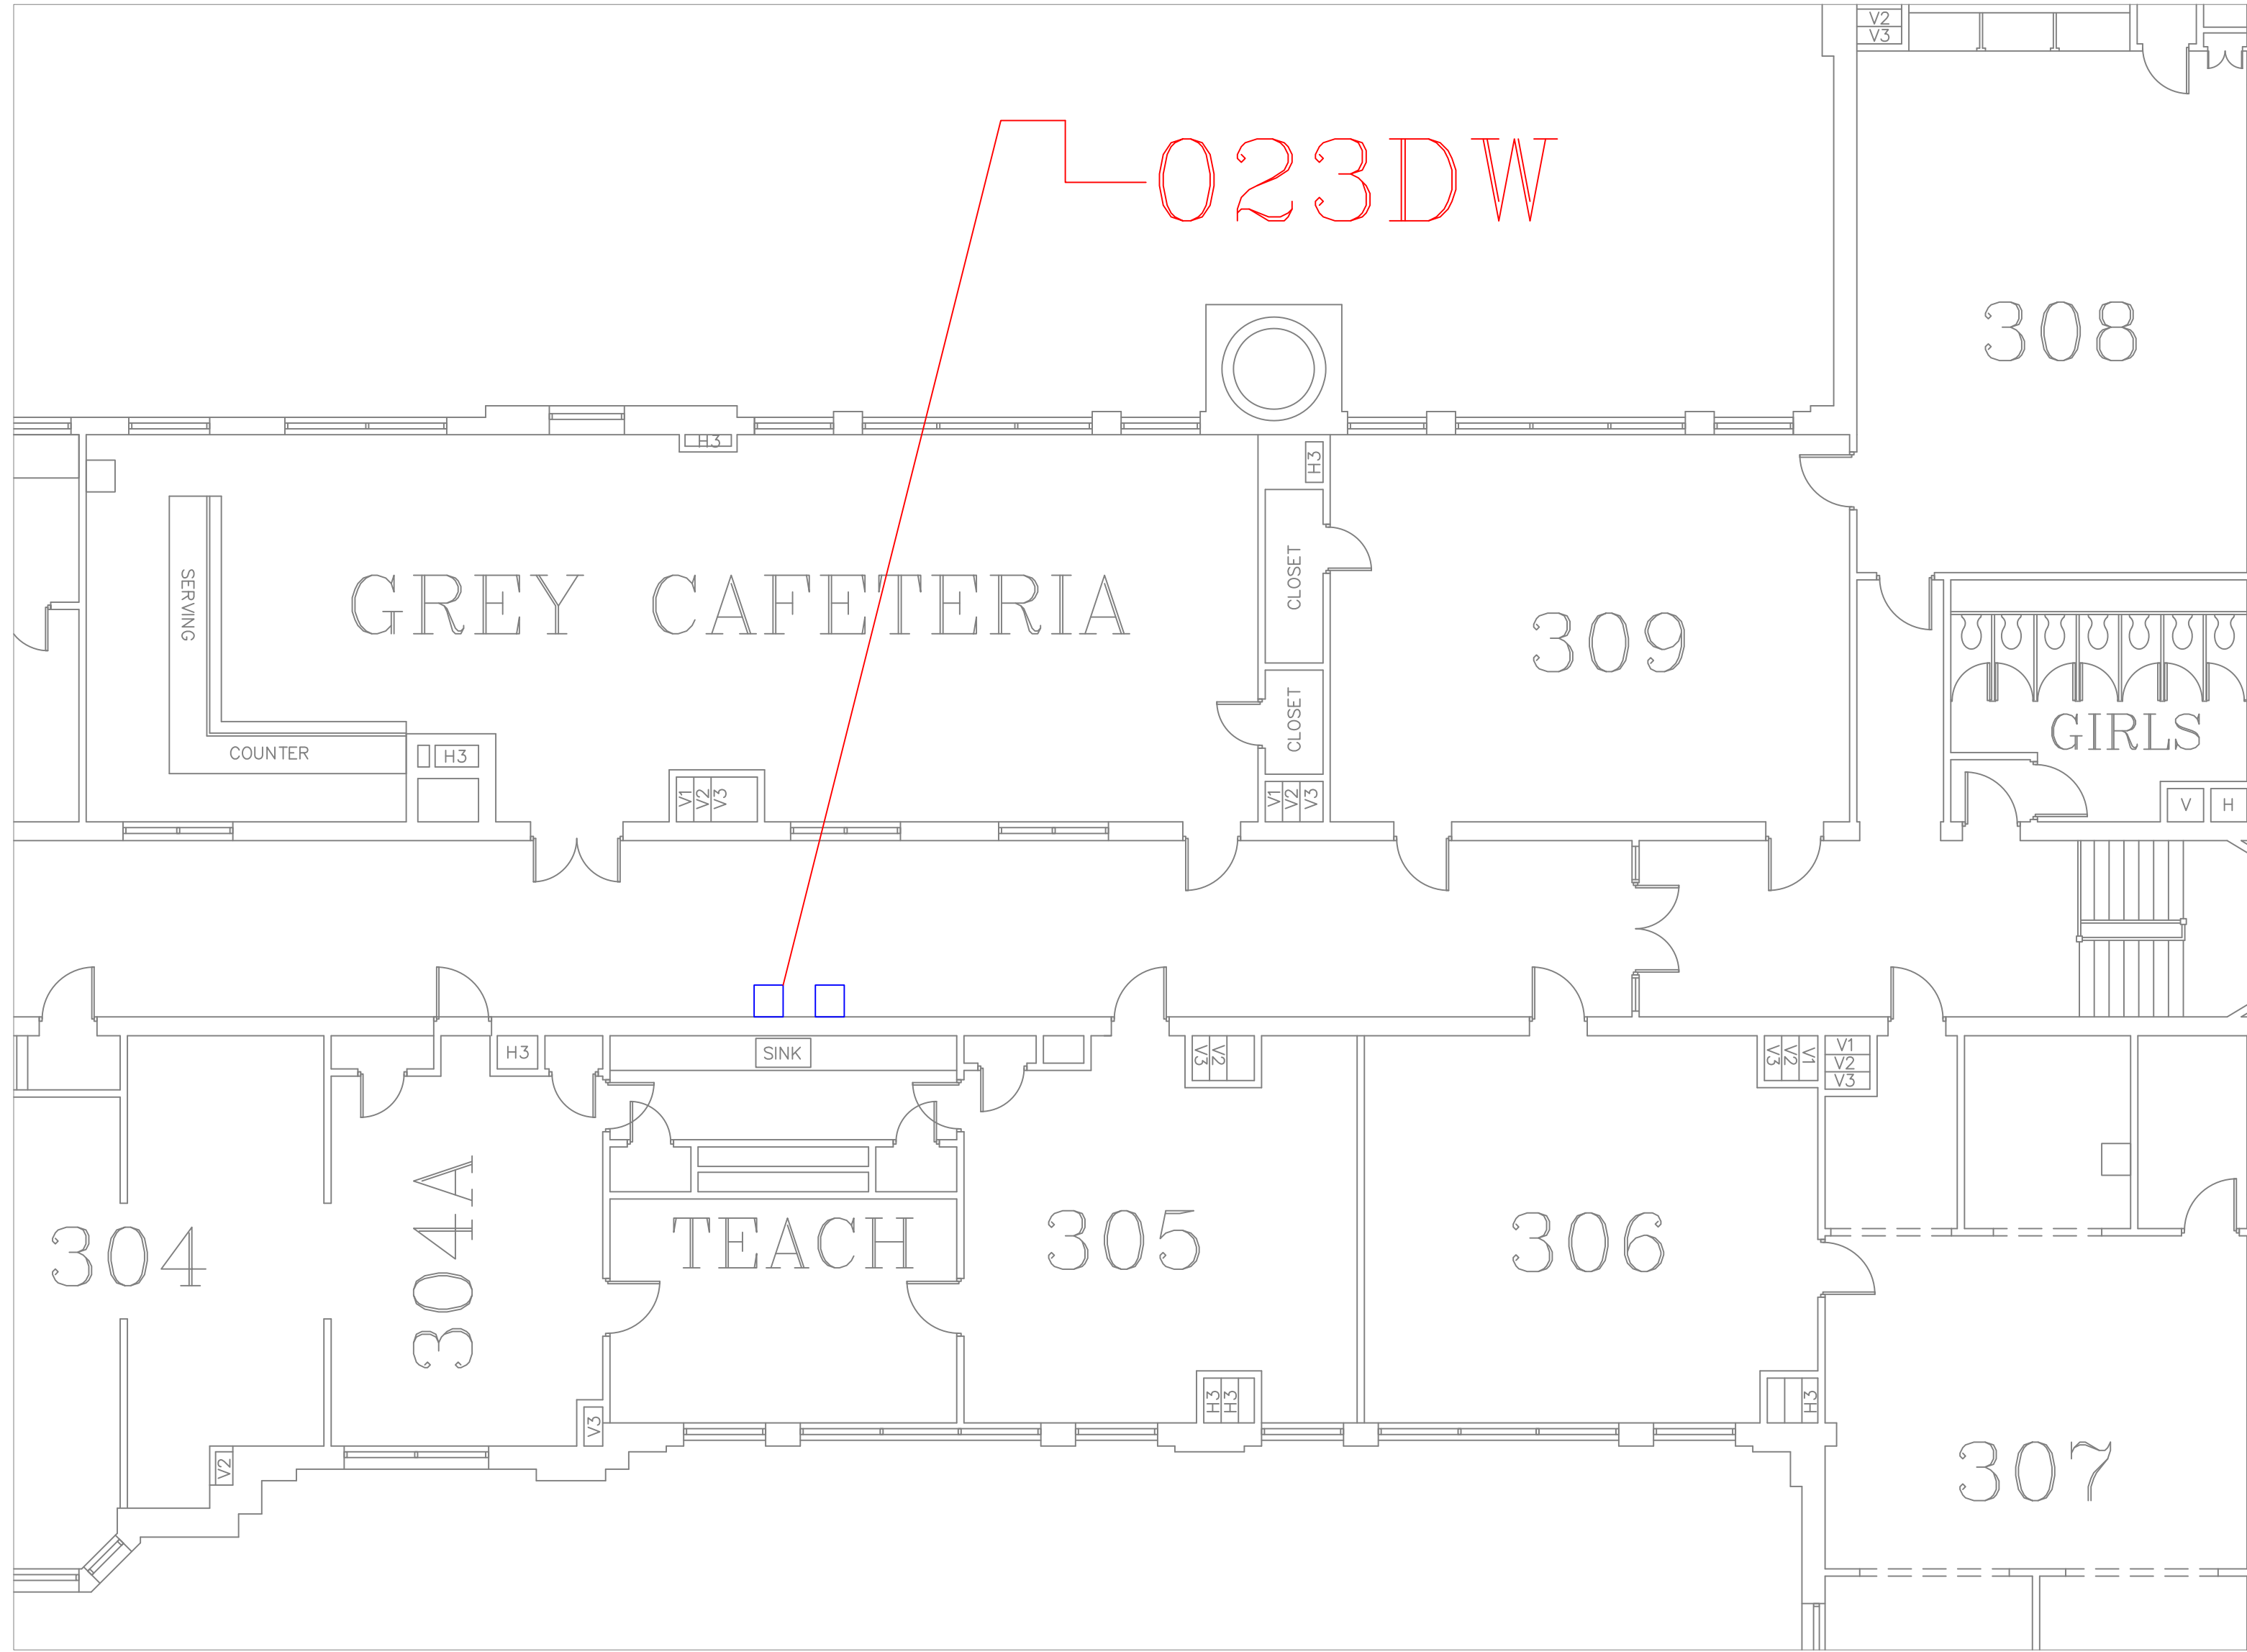 V2
V3
023DW
308
H3
H3
CLOSET
SERVING
GREY CAFETERIA
309
CLOSET
GIRLS
COUNTER
H3
V1
V2
V3
V1
V2
V3
V
H
H3
SINK
V3
V2
V3
V2
V1
V1
V2
V3
304
304A
TEACH
305
306
H3
H3
H3
V3
V2
307